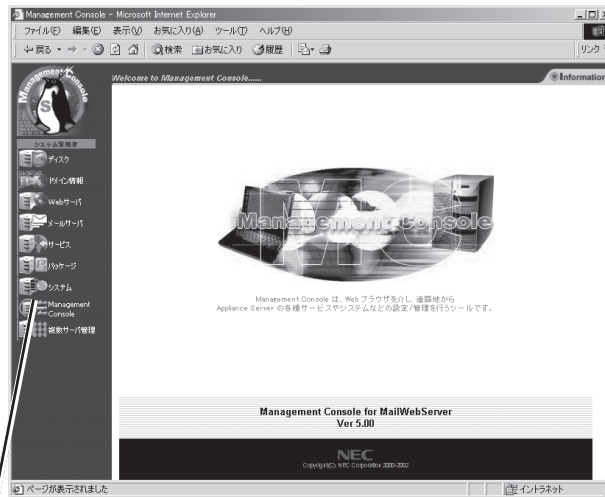 Management Console - Microsoft Internet Explorer
ファイル(F) 編集(E) 表示(V) お気に入り(A) ツール(T) ヘルプ(H)
戻る 検索 お気に入り 履歴 リンク
Management Console
S
Welcome to Management Console......
Information
システム管理者
ディスク
ドメイン情報
Webサーバ
メールサーバ
サービス
パッケージ
システム
Management Console
複数サーバ管理
MC
Management Console
Management Console は、Web ブラウザを介し、遠隔地から
Appliance Server の各種サービスやシステムなどの設定/管理を行うツールです。
Management Console for MailWebServer
Ver 5.00
NEC
Copyright(C) NEC Corporation 2000-2002
ページが表示されました イントラネット